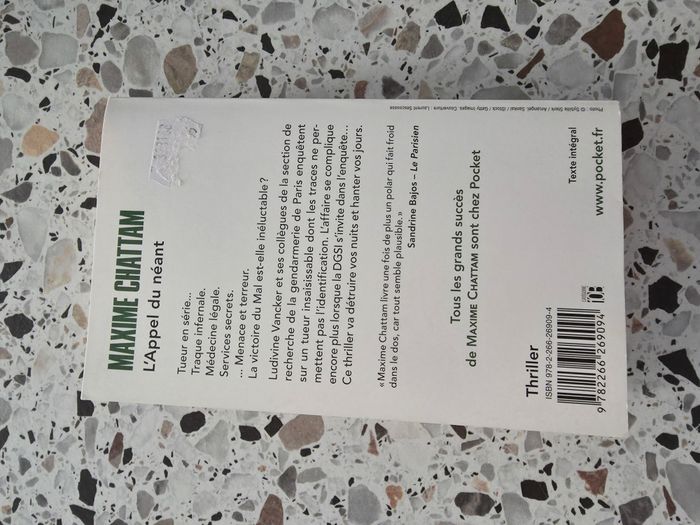 MAXIME CHATTAM
L'Appel du néant
Tueur en série...
Traque infernale.
Médecine légale.
Services secrets.
... Menace et terreur.
La victoire du Mal est-elle inéluctable ?
Ludivine Vancker et ses collègues de la section de
recherche de la gendarmerie de Paris enquêtent
sur un tueur insaisissable dont les traces ne per-
mettent pas l'identification. L'affaire se complique
encore plus lorsque la DGSI s'invite dans l'enquête...
Ce thriller va détruire vos nuits et hanter vos jours.
« Maxime Chattam livre une fois de plus un polar qui fait froid
dans le dos, car tout semble plausible. »
Sandrine Bajos – Le Parisien
Tous les grands succès
de MAXIME CHATTAM sont chez Pocket
Thriller
ISBN 978-2-266-26909-4
9 782266 269094
Texte intégral
www.pocket.fr